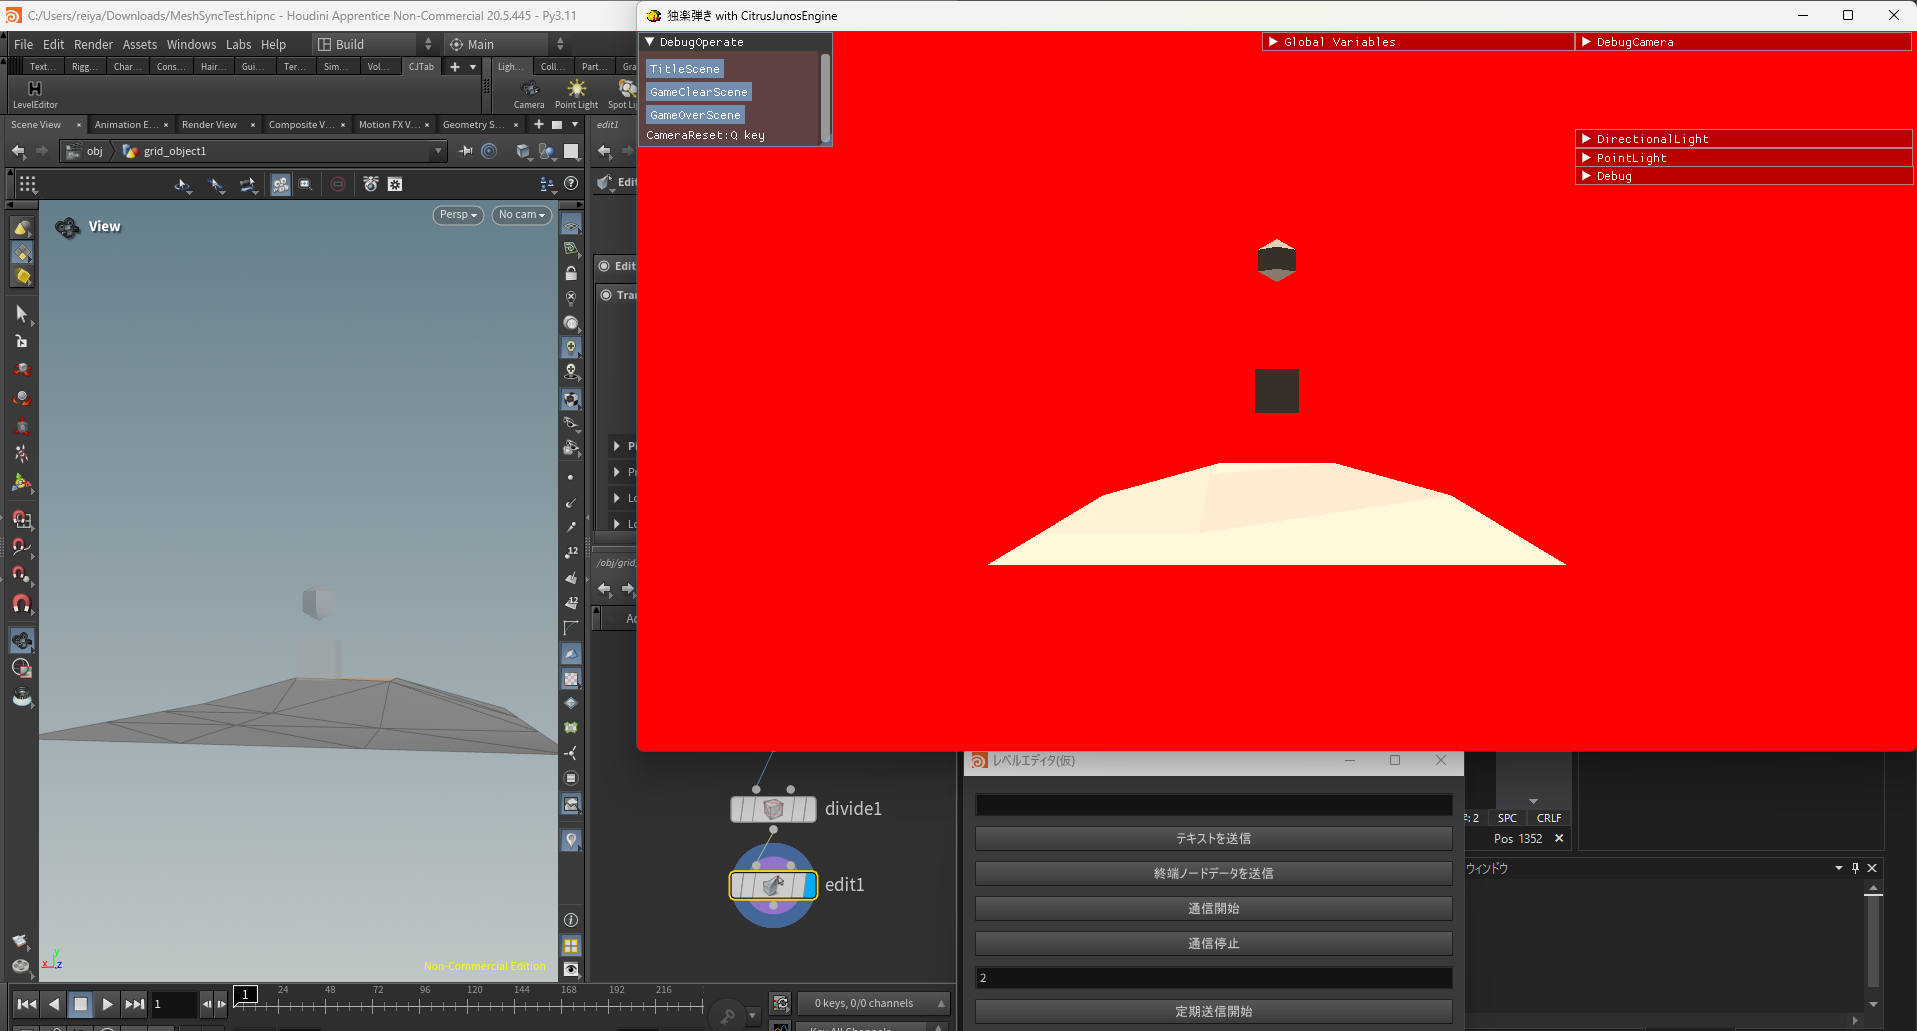 C:/Users/reiya/Downloads/MeshSyncTest.hipnc - Houdini Apprentice Non-Commercial 20.5.445 - Py3.11
File Edit Render Assets Windows Labs Help Build Main
Text... Rigg... Char... Cons... Hair... Gui... Ter... Sim... Vol... CJTab Ligh... Coll... Part... Gra
LevelEditor Camera Point Light Spot Li
Scene View Animation E... Render View Composite V... Motion FX V... Geometry S... edit1
obj grid_object1
Edi
View
Persp
No cam
Edit
Tra
12
12
/obj/grid_
Non-Commercial Edition
y
x z
divide1
edit1
1
1
24 48 72 96 120 144 168 192 216
0 keys, 0/0 channels
Key All Channels
独楽弾き with CitrusJunosEngine
DebugOperate
TitleScene
GameClearScene
GameOverScene
CameraReset:Q key
Global Variables
DebugCamera
DirectionalLight
PointLight
Debug
レベルエディタ(仮)
テキストを送信
終端ノードデータを送信
通信開始
通信停止
2
定期送信開始
: 2 SPC CRLF
Pos 1352
ウィンドウ